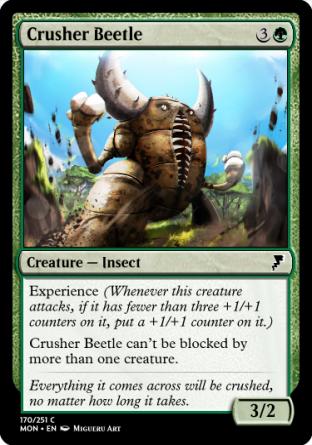 Crusher Beetle 3
Creature — Insect
Experience (Whenever this creature
attacks, if it has fewer than three +1/+1
counters on it, put a +1/+1 counter on it.)
Crusher Beetle can't be blocked by
more than one creature.
Everything it comes across will be crushed,
no matter how long it takes.
3/2
170/251 C
MON • EN Migueru Art